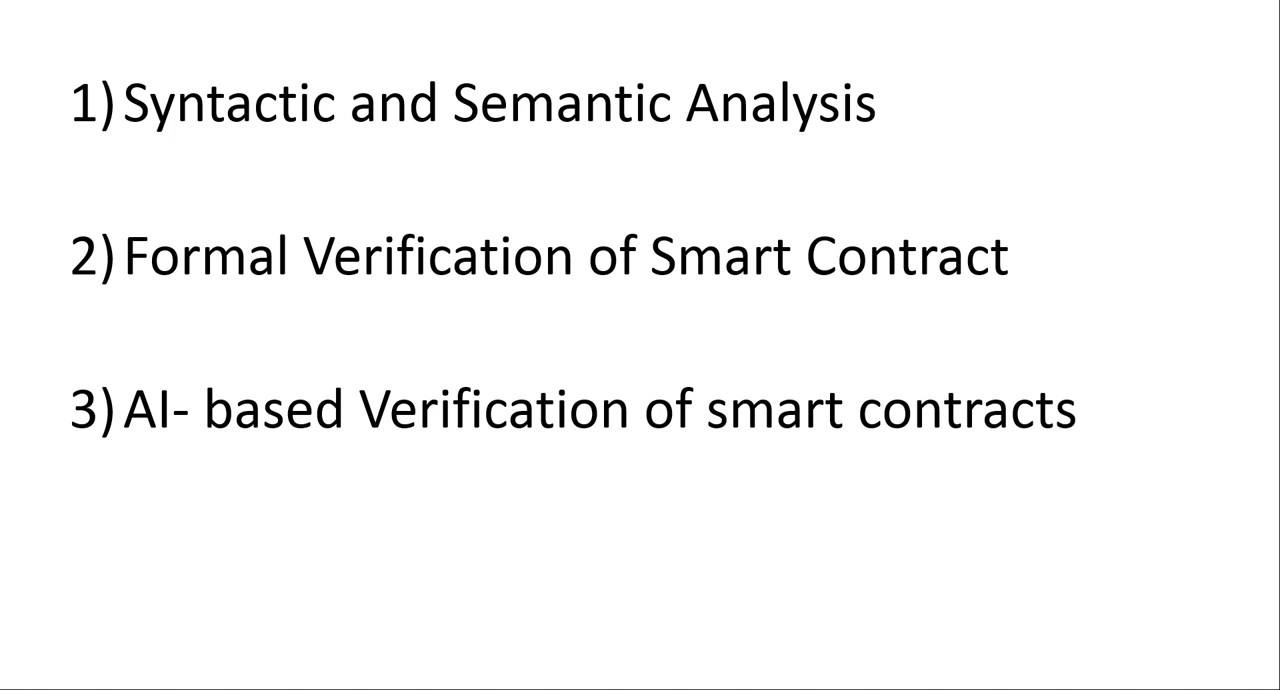 1) Syntactic and Semantic Analysis
2) Formal Verification of Smart Contract
3) AI- based Verification of smart contracts